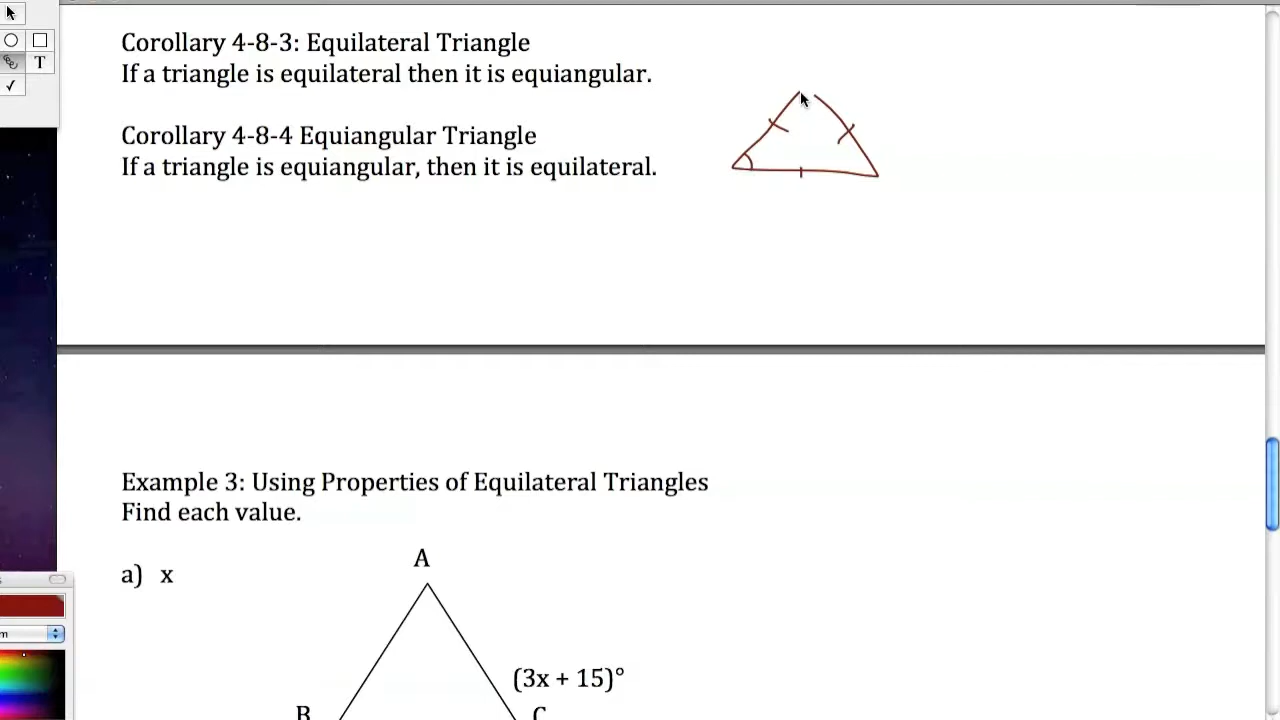 T
Corollary 4-8-3: Equilateral Triangle
If a triangle is equilateral then it is equiangular.
Corollary 4-8-4 Equiangular Triangle
If a triangle is equiangular, then it is equilateral.
Example 3: Using Properties of Equilateral Triangles
Find each value.
a) x
A
(3x + 15)°
B
C